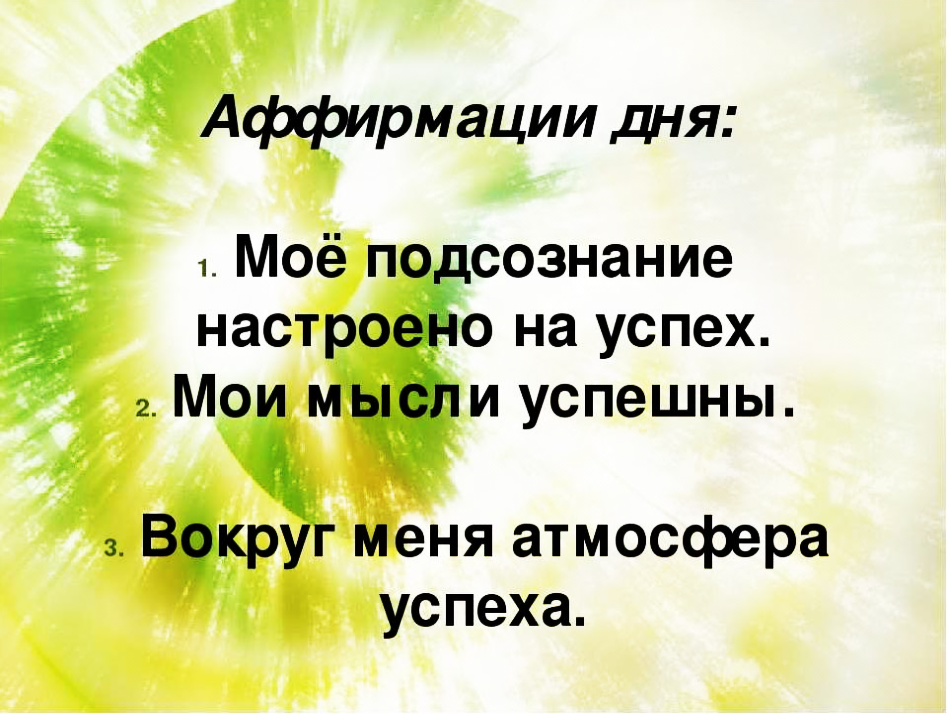 Аффирмации дня:
1. Моё подсознание
настроено на успех.
2. Мои мысли успешны.
3. Вокруг меня атмосфера
успеха.